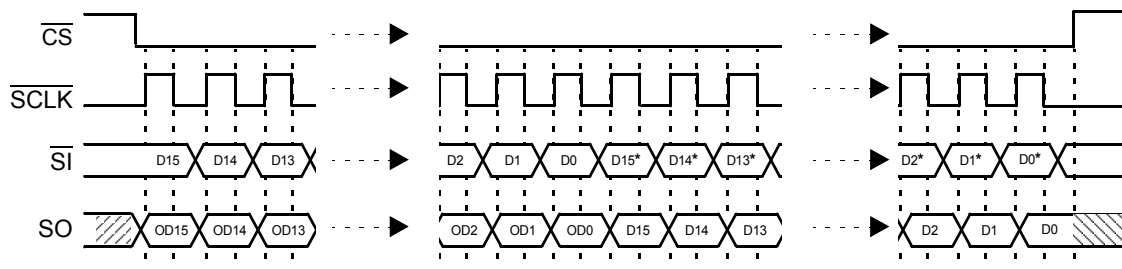 CS
SCLK
SI D15 D14 D13 D2 D1 D0 D15* D14* D13* D2* D1* D0*
SO OD15 OD14 OD13 OD2 OD1 OD0 D15 D14 D13 D2 D1 D0